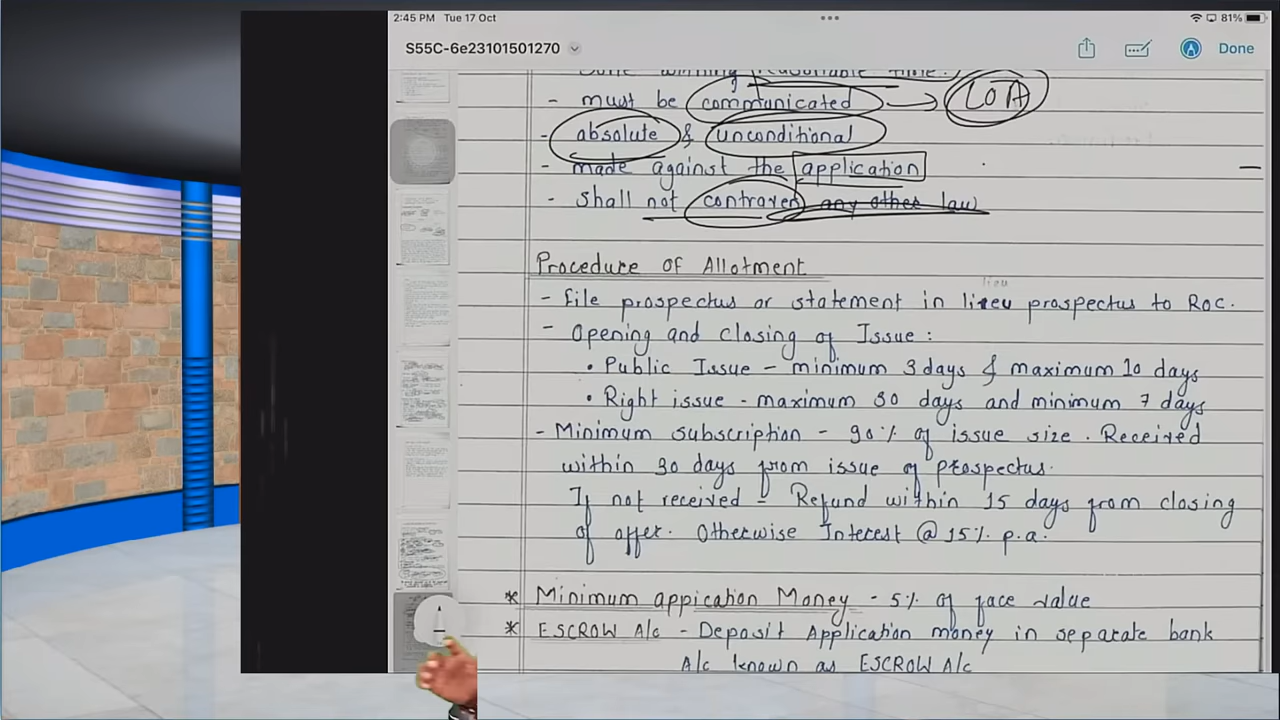 2:45 PM Tue 17 Oct
81%
S55C-6e23101501270
Done
reasonable time.
- must be communicated → LOA
- absolute & unconditional
- made against the application
- shall not contraven any other law
Procedure of Allotment
liou
- File prospectus or statement in lireu prospectus to ROC.
- Opening and closing of Issue :
• Public Issue - minimum 3 days & maximum 10 days
• Right issue - maximum 30 days and minimum 7 days
- Minimum subscription - 90% of issue size. Received
within 30 days from issue of prospectus.
If not received - Refund within 15 days from closing
of offer. Otherwise Interest @ 15% p.a.
* Minimum appication Money - 5% of face value
* ESCROW A/c - Deposit Application money in separate bank
A/c known as ESCROW A/c